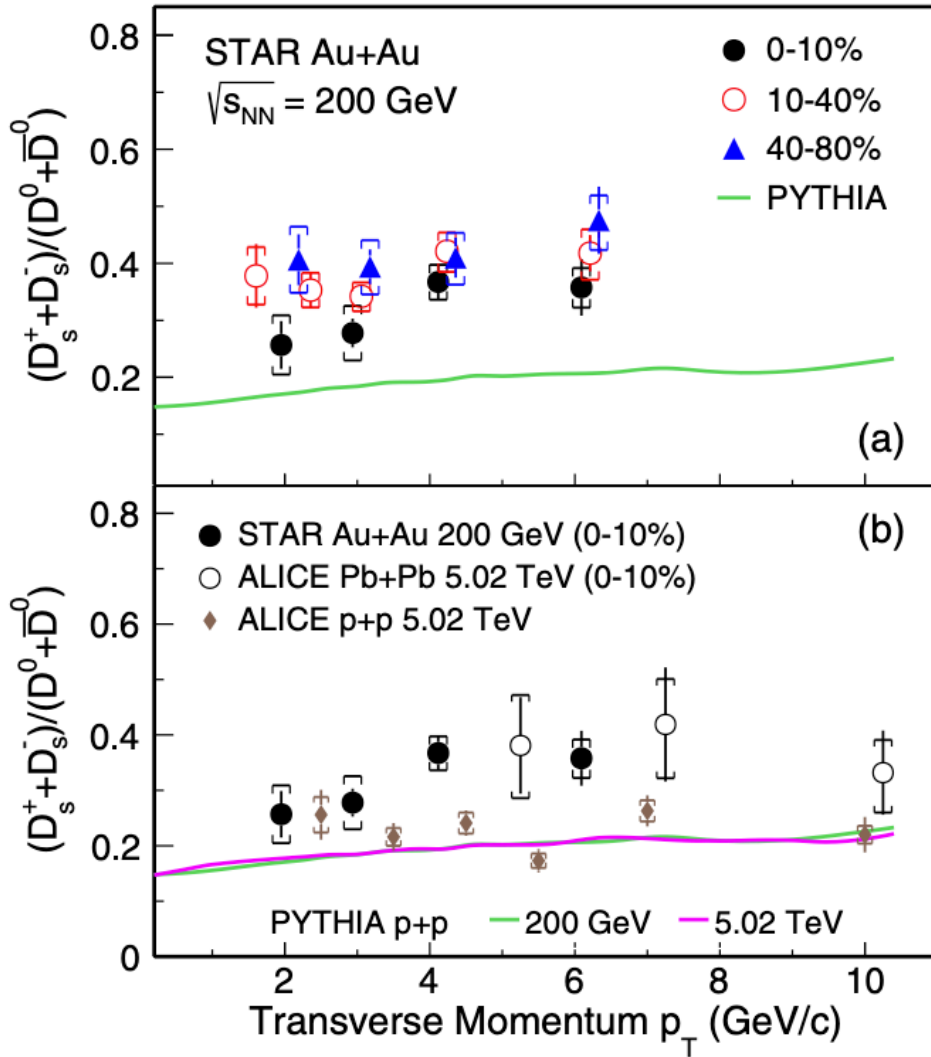 0.8
0.6
0.4
0.2
(D_s^+ + D_s^-)/(D^0 + D̅^0)
STAR Au+Au
√s_NN = 200 GeV
0-10%
10-40%
40-80%
PYTHIA
(a)
0.8
0.6
0.4
0.2
0
(D_s^+ + D_s^-)/(D^0 + D̅^0)
(b)
STAR Au+Au 200 GeV (0-10%)
ALICE Pb+Pb 5.02 TeV (0-10%)
ALICE p+p 5.02 TeV
PYTHIA p+p 200 GeV 5.02 TeV
2 4 6 8 10
Transverse Momentum p_T (GeV/c)